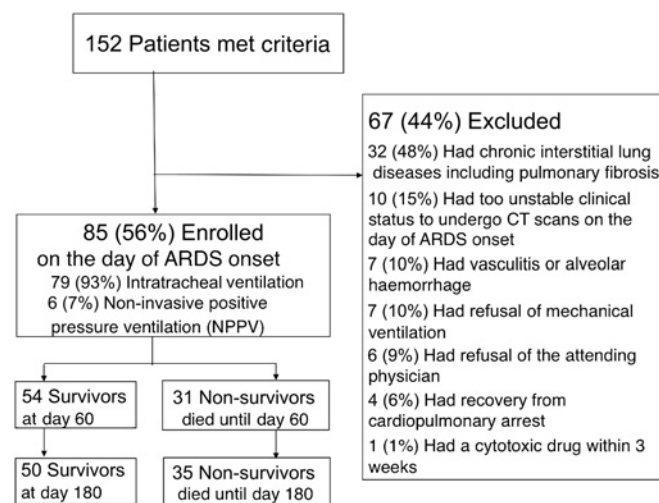 152 Patients met criteria
67 (44%) Excluded
32 (48%) Had chronic interstitial lung
diseases including pulmonary fibrosis
10 (15%) Had too unstable clinical
status to undergo CT scans on the
day of ARDS onset
7 (10%) Had vasculitis or alveolar
haemorrhage
7 (10%) Had refusal of mechanical
ventilation
6 (9%) Had refusal of the attending
physician
4 (6%) Had recovery from
cardiopulmonary arrest
1 (1%) Had a cytotoxic drug within 3
weeks
85 (56%) Enrolled
on the day of ARDS onset
79 (93%) Intratracheal ventilation
6 (7%) Non-invasive positive
pressure ventilation (NPPV)
54 Survivors
at day 60
31 Non-survivors
died until day 60
50 Survivors
at day 180
35 Non-survivors
died until day 180